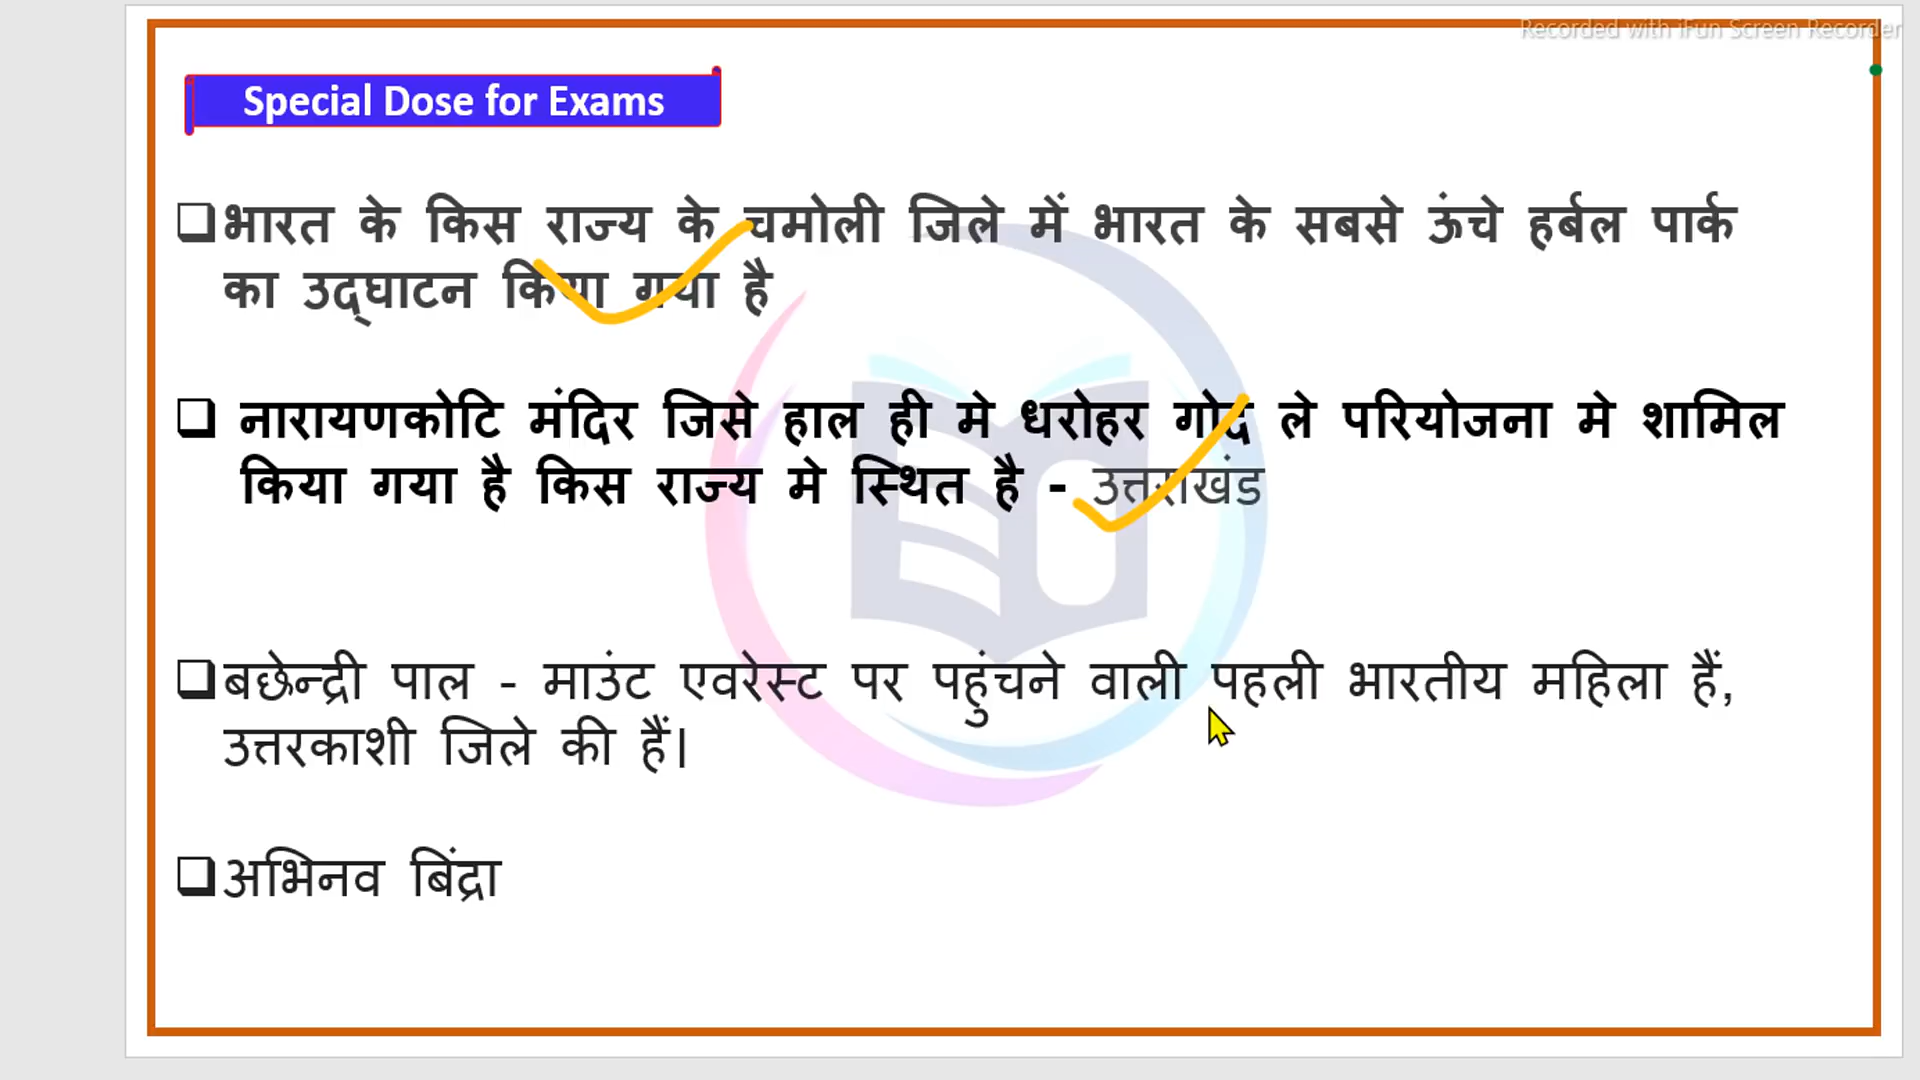 Recorded with iFun Screen Recorder
Special Dose for Exams
भारत के किस राज्य के चमोली जिले में भारत के सबसे ऊंचे हर्बल पार्क
का उद्घाटन किया गया है
नारायणकोटि मंदिर जिसे हाल ही मे धरोहर गोद ले परियोजना मे शामिल
किया गया है किस राज्य मे स्थित है - उत्तराखंड
बछेन्द्री पाल - माउंट एवरेस्ट पर पहुंचने वाली पहली भारतीय महिला हैं,
उत्तरकाशी जिले की हैं।
अभिनव बिंद्रा